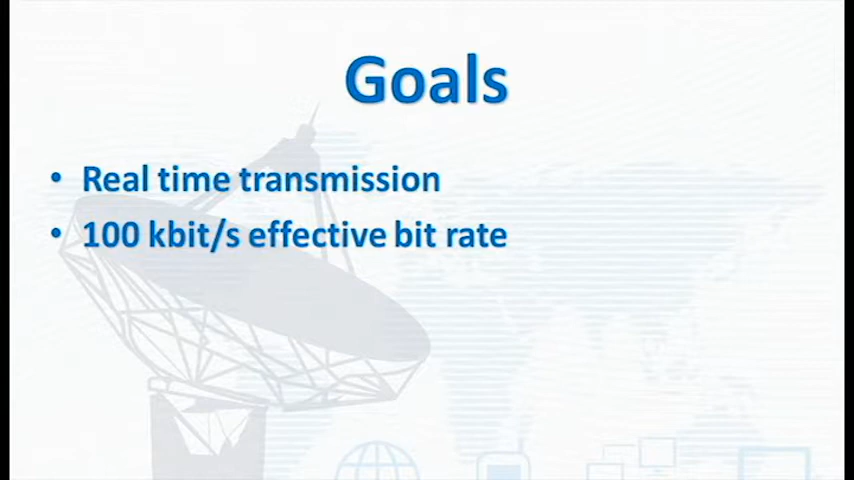 Goals
• Real time transmission
• 100 kbit/s effective bit rate